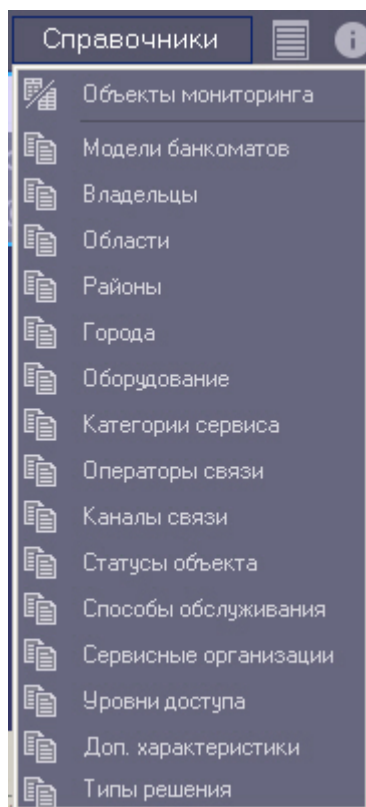 Справочники
Объекты мониторинга
Модели банкоматов
Владельцы
Области
Районы
Города
Оборудование
Категории сервиса
Операторы связи
Каналы связи
Статусы объекта
Способы обслуживания
Сервисные организации
Уровни доступа
Доп. характеристики
Типы решения